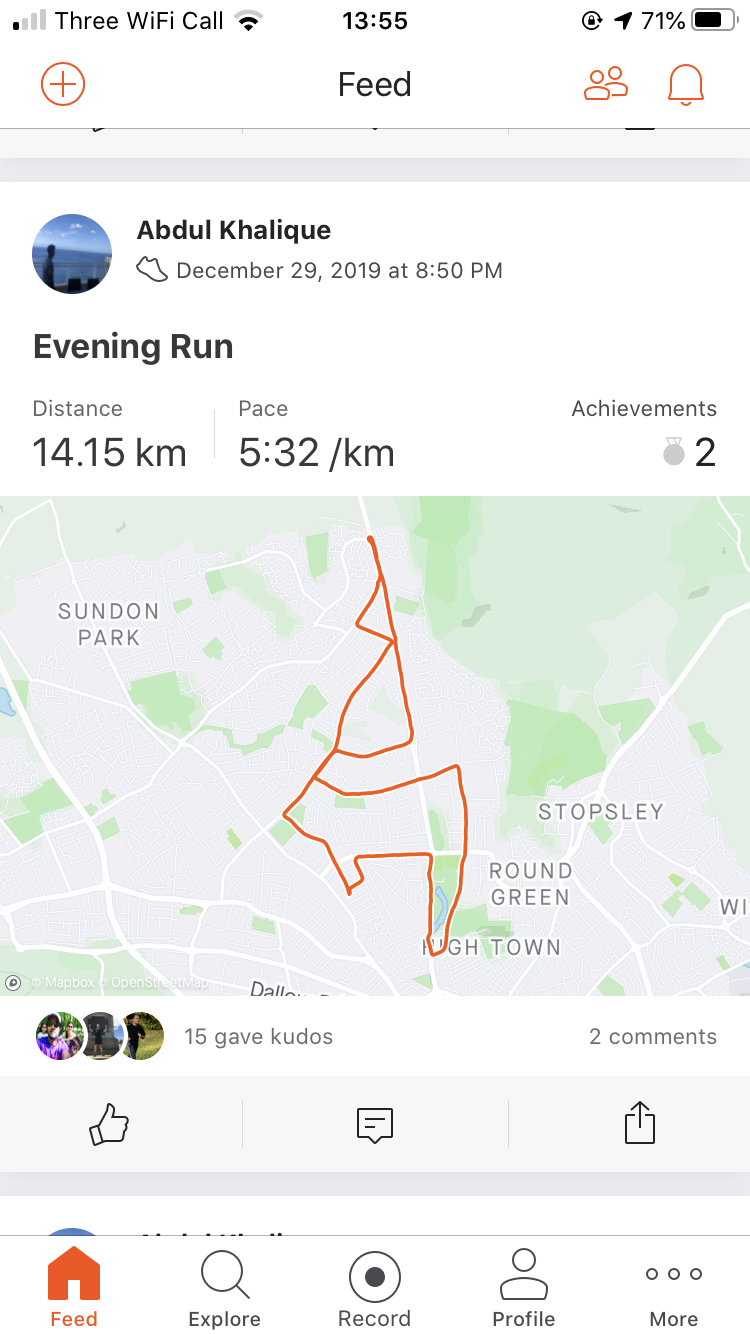 Three WiFi Call
13:55
71%
Feed
Abdul Khalique
December 29, 2019 at 8:50 PM
Evening Run
Distance
Pace
Achievements
14.15 km
5:32 /km
2
SUNDON
PARK
STOPSLEY
ROUND
GREEN
WI
HIGH TOWN
© Mapbox © OpenStreetMap
15 gave kudos
2 comments
Feed
Explore
Record
Profile
More